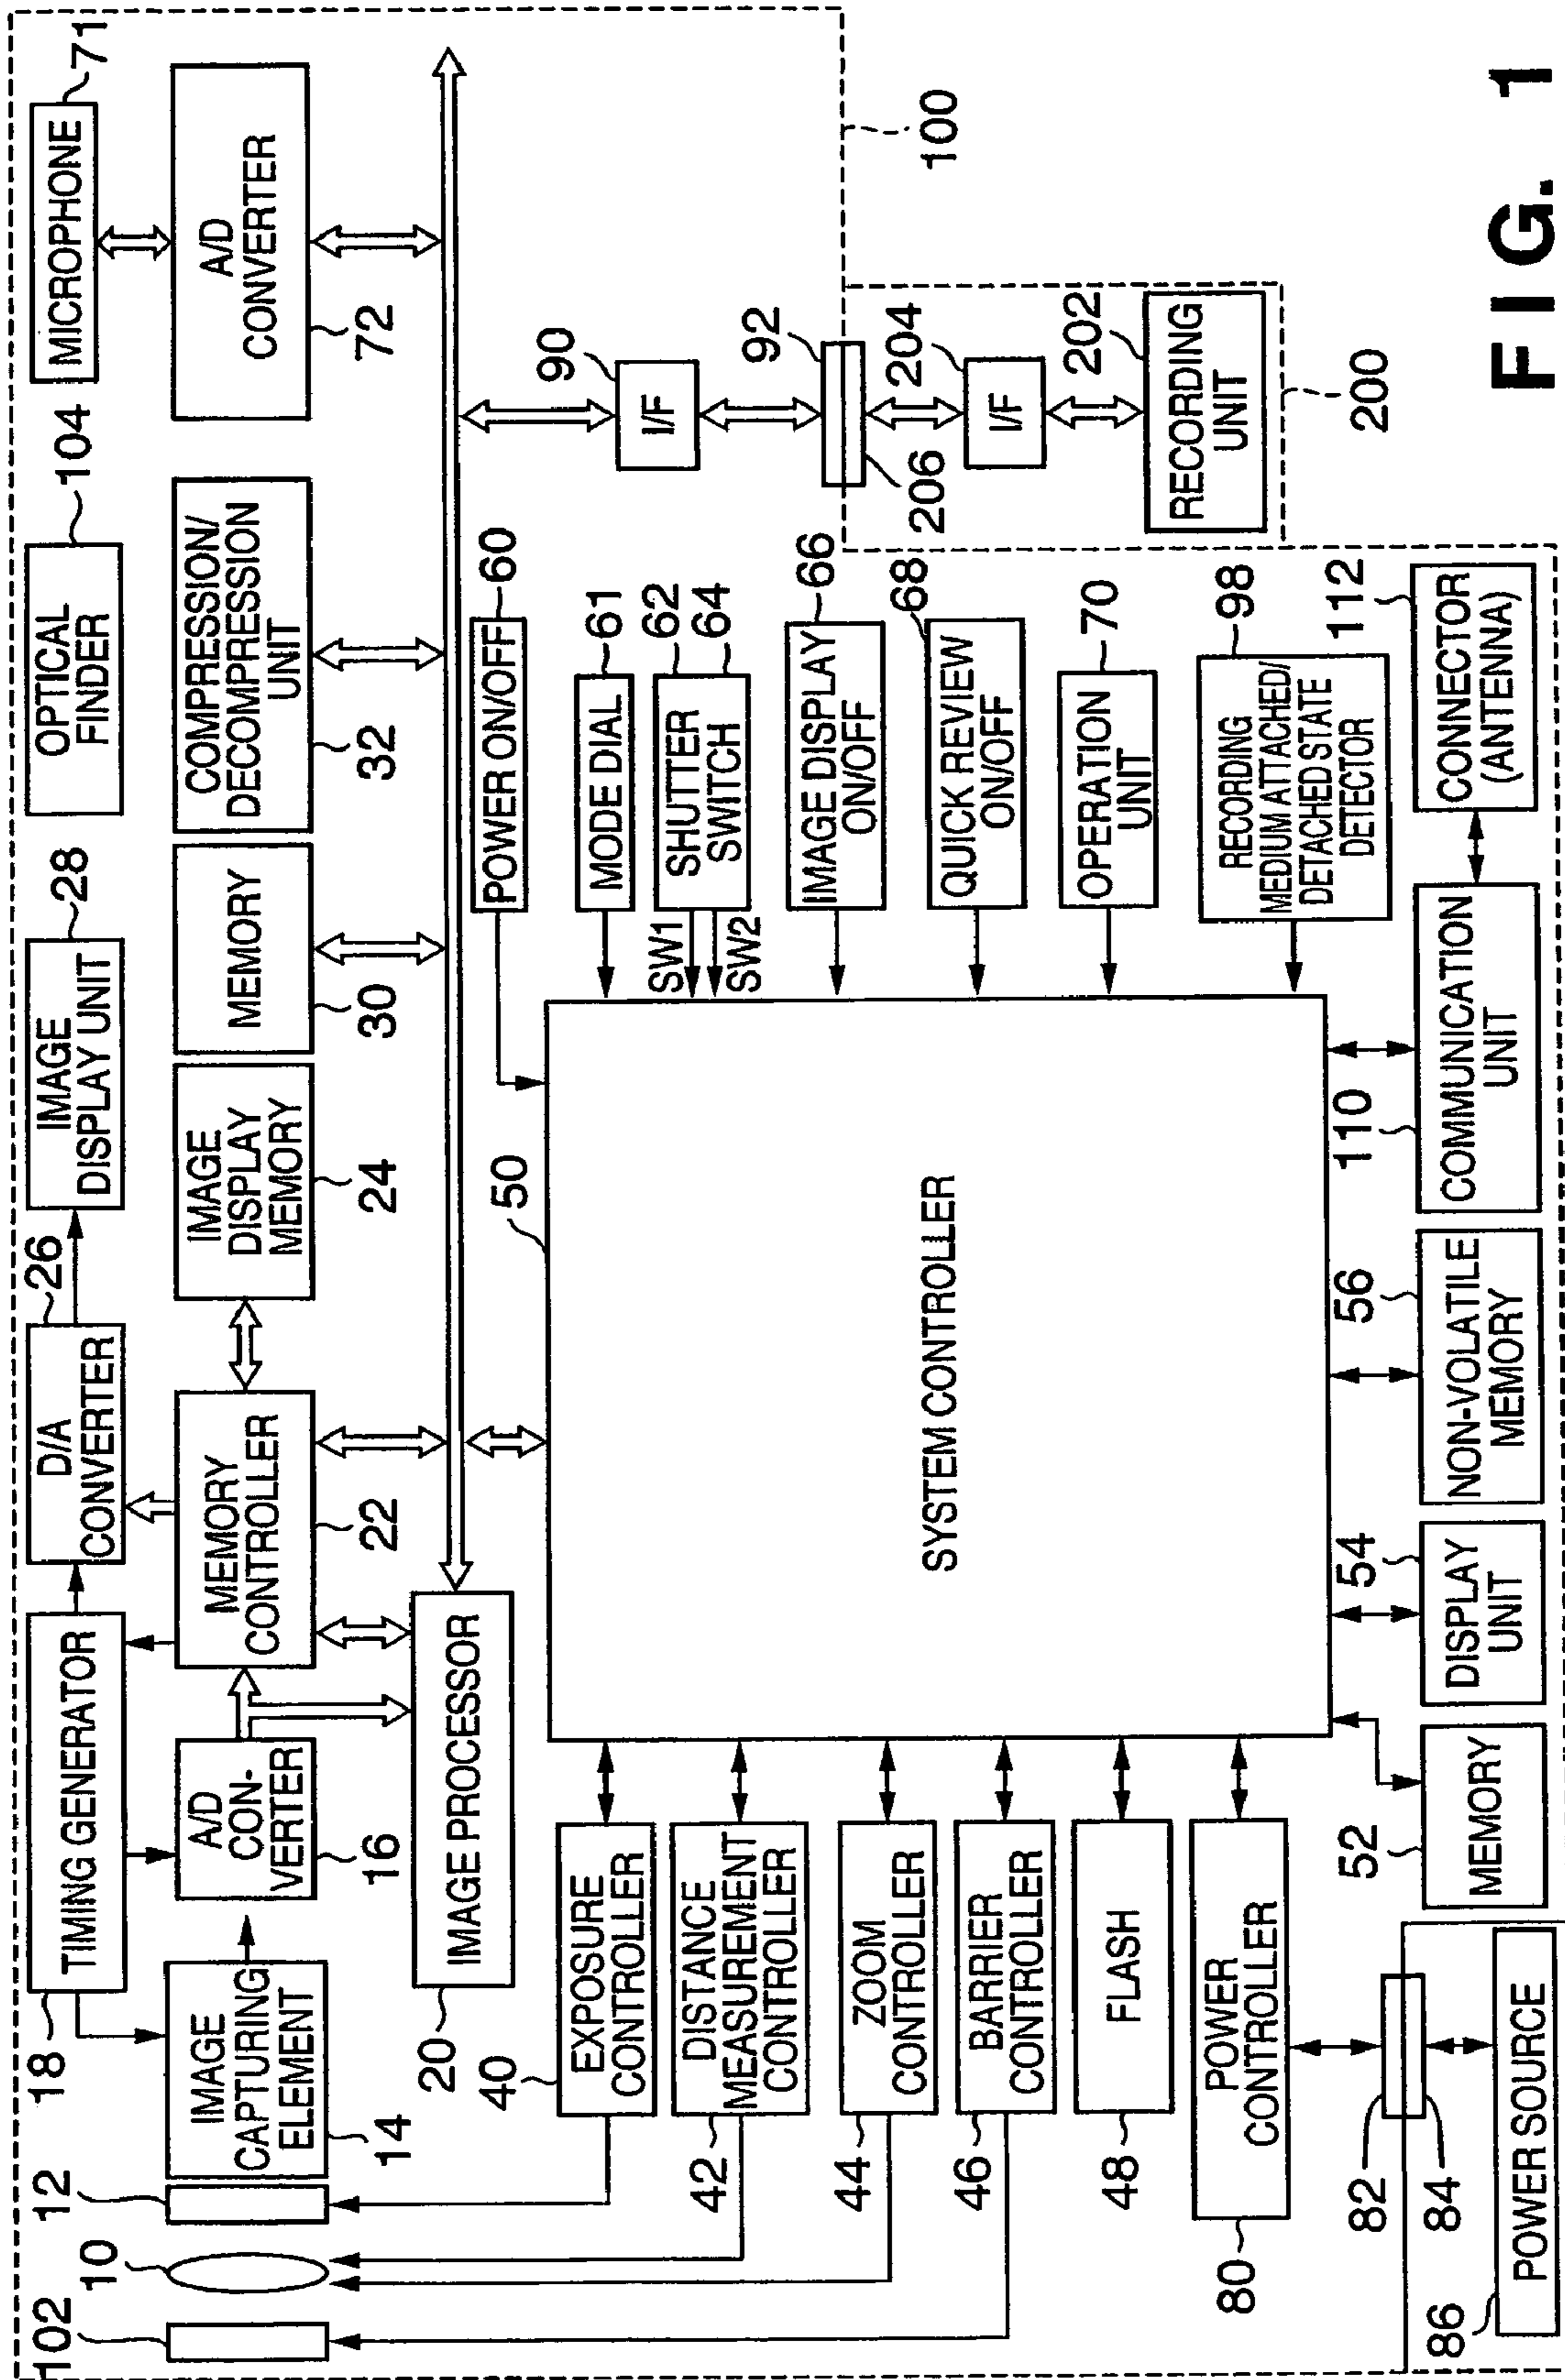 18
TIMING GENERATOR
D/A
CONVERTER
26
IMAGE
DISPLAY UNIT
28
OPTICAL
FINDER
104
MICROPHONE
71
102
10
12
IMAGE
CAPTURING
ELEMENT
14
A/D
CON-
VERTER
16
MEMORY
CONTROLLER
22
IMAGE
DISPLAY
MEMORY
24
MEMORY
30
COMPRESSION/
DECOMPRESSION
UNIT
32
A/D
CONVERTER
72
20
IMAGE PROCESSOR
40
EXPOSURE
CONTROLLER
DISTANCE
MEASUREMENT
CONTROLLER
42
ZOOM
CONTROLLER
44
BARRIER
CONTROLLER
46
FLASH
48
POWER
CONTROLLER
80
82
84
86
POWER SOURCE
50
SYSTEM CONTROLLER
POWER ON/OFF
60
MODE DIAL
61
SW1
SW2
SHUTTER
SWITCH
62
64
IMAGE DISPLAY
ON/OFF
66
QUICK REVIEW
ON/OFF
68
OPERATION
UNIT
70
RECORDING
MEDIUM ATTACHED/
DETACHED STATE
DETECTOR
98
52
MEMORY
54
DISPLAY
UNIT
56
NON-VOLATILE
MEMORY
110
COMMUNICATION
UNIT
CONNECTOR
(ANTENNA)
112
90
I/F
92
206
204
I/F
202
RECORDING
UNIT
100
200
FIG. 1